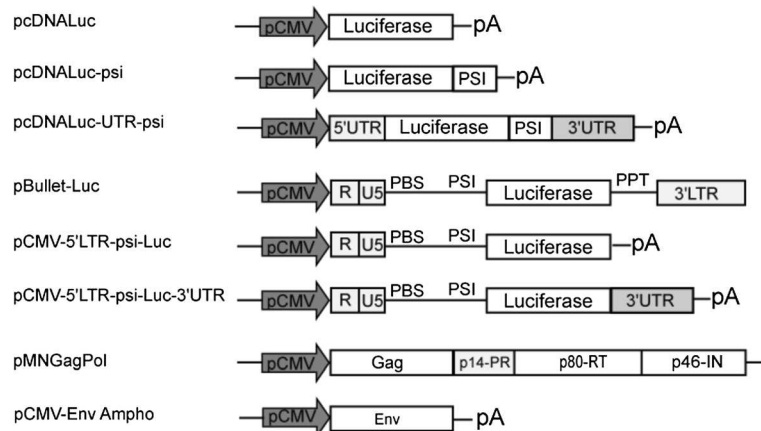 pcDNALuc pCMV Luciferase pA
pcDNALuc-psi pCMV Luciferase PSI pA
pcDNALuc-UTR-psi pCMV 5'UTR Luciferase PSI 3'UTR pA
pBullet-Luc pCMV R U5 PBS PSI Luciferase PPT 3'LTR
pCMV-5'LTR-psi-Luc pCMV R U5 PBS PSI Luciferase pA
pCMV-5'LTR-psi-Luc-3'UTR pCMV R U5 PBS PSI Luciferase 3'UTR pA
pMNGagPol pCMV Gag p14-PR p80-RT p46-IN
pCMV-Env Ampho pCMV Env pA